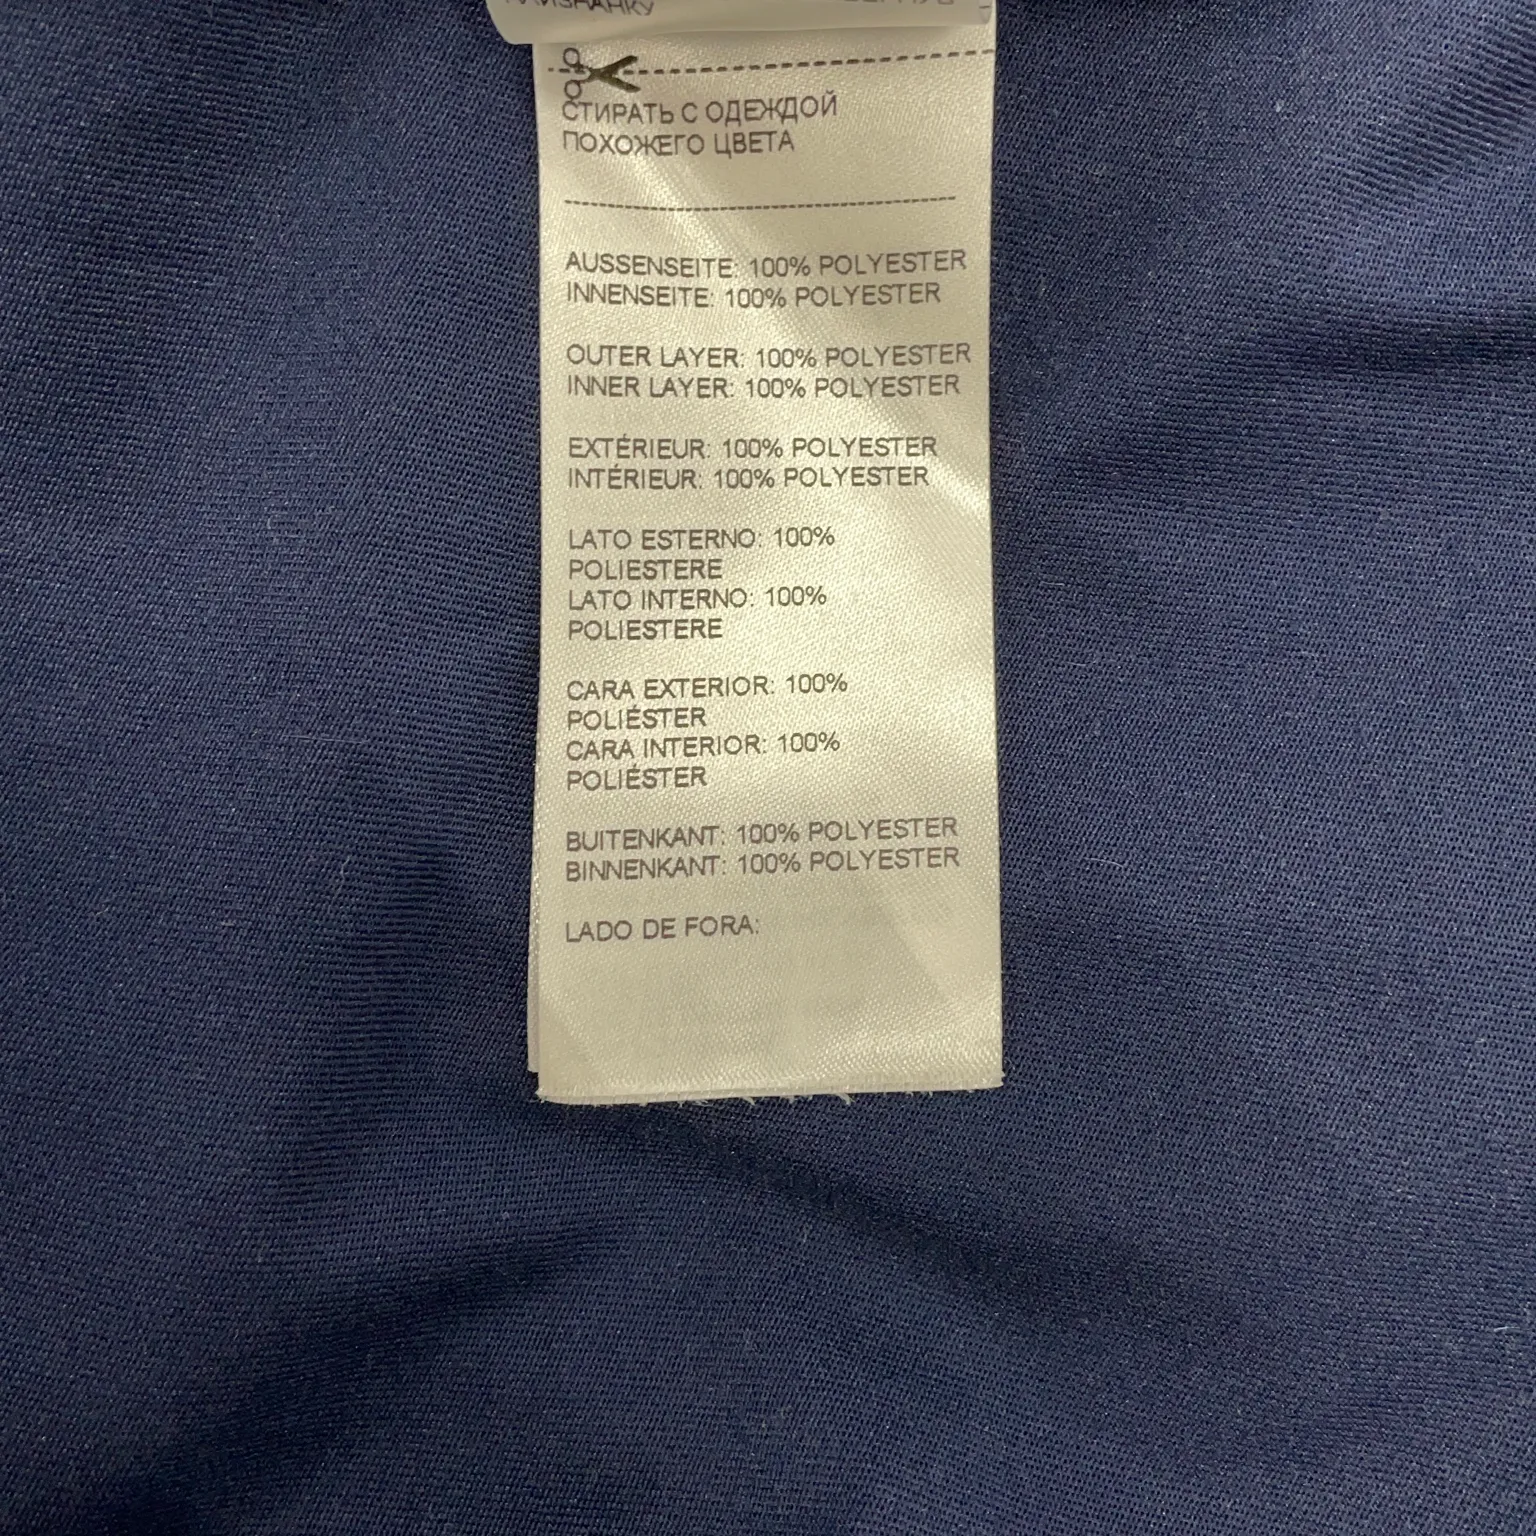 СТИРАТЬ С ОДЕЖДОЙ
ПОХОЖЕГО ЦВЕТА
AUSSENSEITE: 100% POLYESTER
INNENSEITE: 100% POLYESTER
OUTER LAYER: 100% POLYESTER
INNER LAYER: 100% POLYESTER
EXTÉRIEUR: 100% POLYESTER
INTÉRIEUR: 100% POLYESTER
LATO ESTERNO: 100%
POLIESTERE
LATO INTERNO: 100%
POLIESTERE
CARA EXTERIOR: 100%
POLIÉSTER
CARA INTERIOR: 100%
POLIÉSTER
BUITENKANT: 100% POLYESTER
BINNENKANT: 100% POLYESTER
LADO DE FORA: